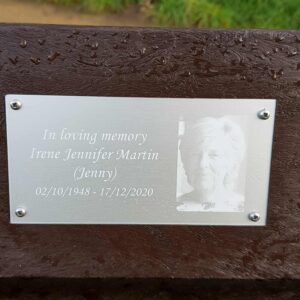 In loving memory
Irene Jennifer Martin
(Jenny)
02/10/1948 - 17/12/2020